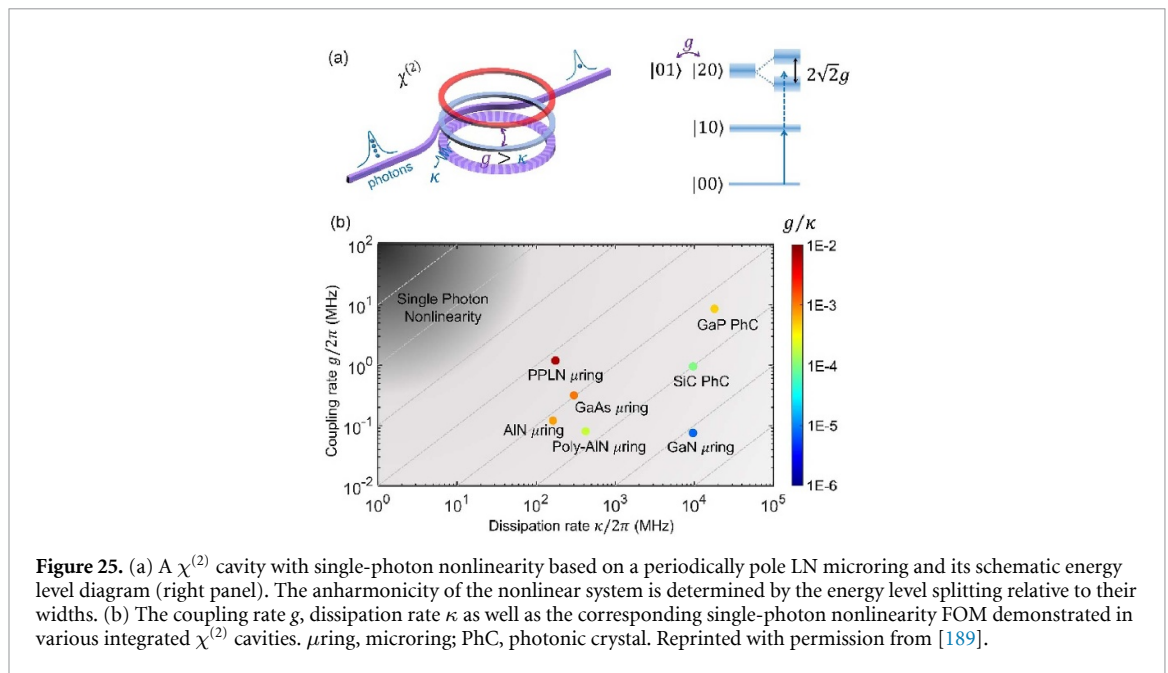 (a)
χ(2)
photons
κ
g > κ
g
|01⟩ |20⟩
2√2g
|10⟩
|00⟩
(b)
g/κ
Coupling rate g/2π (MHz)
10^2
10^1
10^0
10^-1
10^-2
Single Photon
Nonlinearity
GaP PhC
PPLN μring
SiC PhC
GaAs μring
AlN μring
Poly-AlN μring
GaN μring
10^0 10^1 10^2 10^3 10^4 10^5
Dissipation rate κ/2π (MHz)
1E-2
1E-3
1E-4
1E-5
1E-6
Figure 25. (a) A χ(2) cavity with single-photon nonlinearity based on a periodically pole LN microring and its schematic energy
level diagram (right panel). The anharmonicity of the nonlinear system is determined by the energy level splitting relative to their
widths. (b) The coupling rate g, dissipation rate κ as well as the corresponding single-photon nonlinearity FOM demonstrated in
various integrated χ(2) cavities. μring, microring; PhC, photonic crystal. Reprinted with permission from [189].